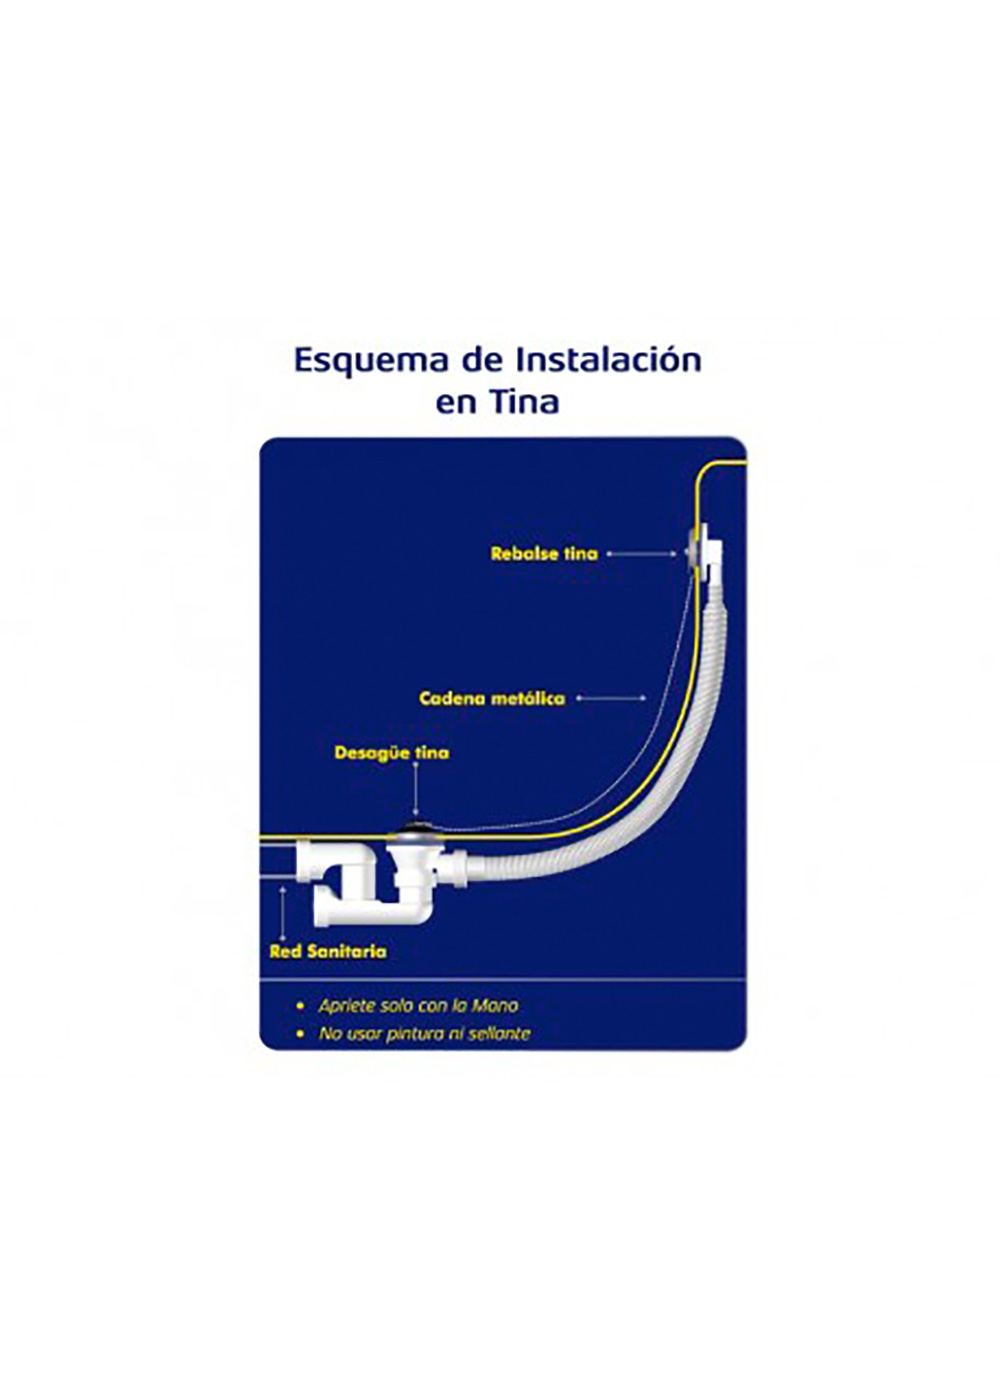 Esquema de Instalación
en Tina
Rebalse tina
Cadena metálica
Desagüe tina
Red Sanitaria
• Apriete solo con la Mano
• No usar pintura ni sellante